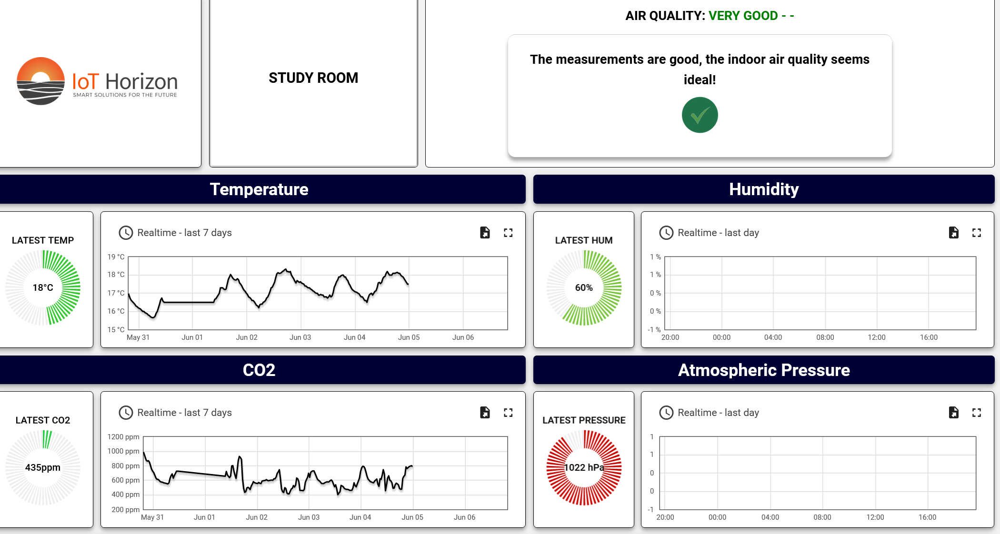 IoT Horizon
SMART SOLUTIONS FOR THE FUTURE
STUDY ROOM
AIR QUALITY: VERY GOOD - -
The measurements are good, the indoor air quality seems
ideal!
Temperature
LATEST TEMP
18°C
Realtime - last 7 days
19 °C
18 °C
17 °C
16 °C
15 °C
May 31 Jun 01 Jun 02 Jun 03 Jun 04 Jun 05 Jun 06
Humidity
LATEST HUM
60%
Realtime - last day
1 %
1 %
0 %
0 %
-1 %
20:00 00:00 04:00 08:00 12:00 16:00
CO2
LATEST CO2
435ppm
Realtime - last 7 days
1200 ppm
1000 ppm
800 ppm
600 ppm
400 ppm
200 ppm
May 31 Jun 01 Jun 02 Jun 03 Jun 04 Jun 05 Jun 06
Atmospheric Pressure
LATEST PRESSURE
1022 hPa
Realtime - last day
1
1
0
0
-1
20:00 00:00 04:00 08:00 12:00 16:00